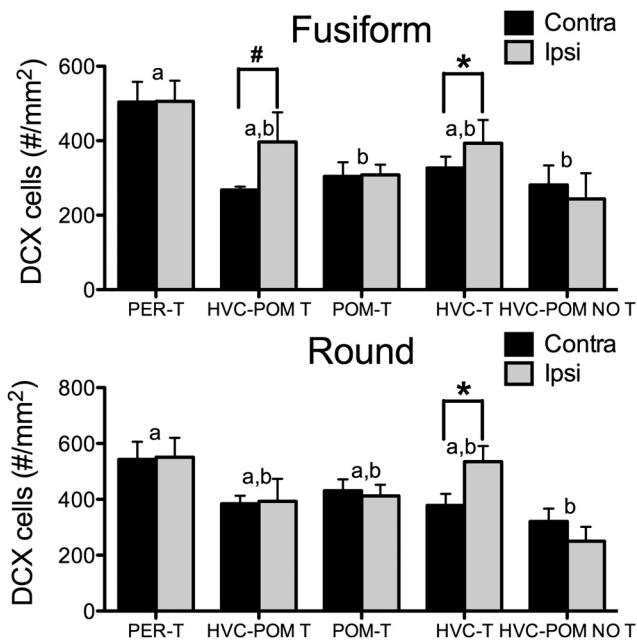 Fusiform
Contra
Ipsi
DCX cells (#/mm²)
600
400
200
0
a
#
a,b
b
*
a,b
b
PER-T HVC-POM T POM-T HVC-T HVC-POM NO T
Round
Contra
Ipsi
DCX cells (#/mm²)
800
600
400
200
0
a
a,b
a,b
*
a,b
b
PER-T HVC-POM T POM-T HVC-T HVC-POM NO T